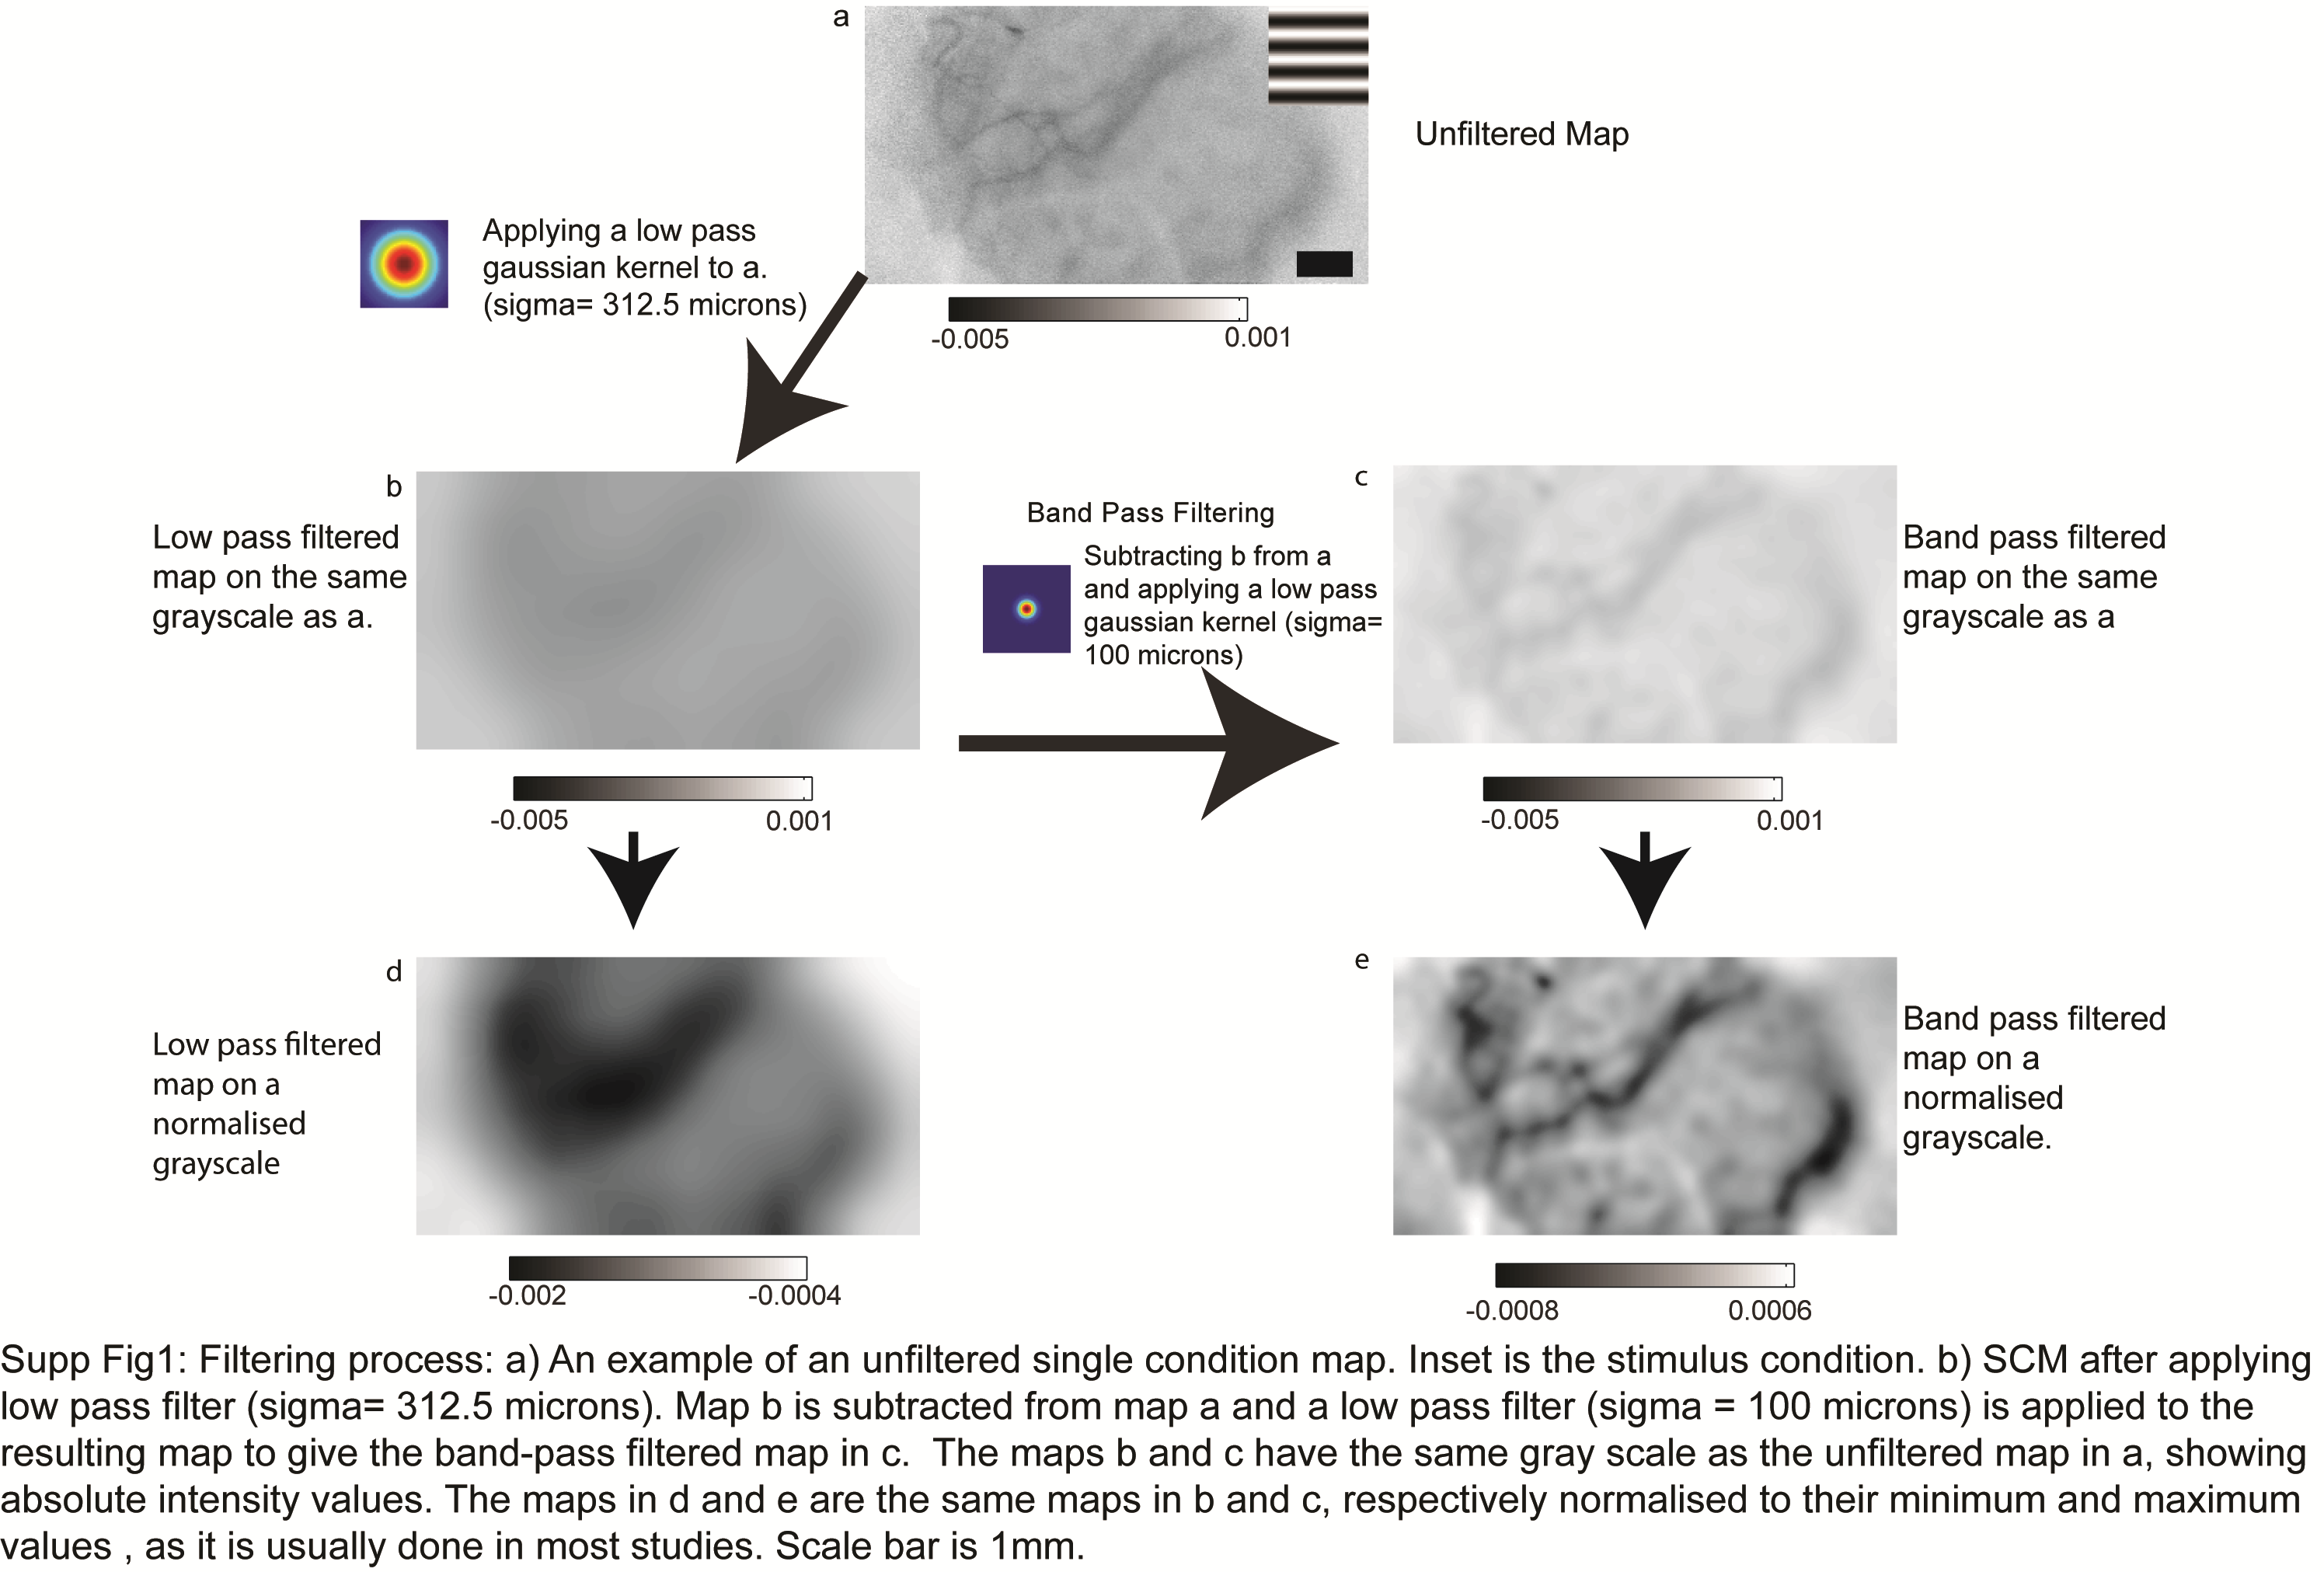 a
Unfiltered Map
Applying a low pass
gaussian kernel to a.
(sigma= 312.5 microns)
-0.005 0.001
b
Low pass filtered
map on the same
grayscale as a.
-0.005 0.001
Band Pass Filtering
Subtracting b from a
and applying a low pass
gaussian kernel (sigma=
100 microns)
c
Band pass filtered
map on the same
grayscale as a
-0.005 0.001
d
Low pass filtered
map on a
normalised
grayscale
-0.002 -0.0004
e
Band pass filtered
map on a
normalised
grayscale.
-0.0008 0.0006
Supp Fig1: Filtering process: a) An example of an unfiltered single condition map. Inset is the stimulus condition. b) SCM after applying
low pass filter (sigma= 312.5 microns). Map b is subtracted from map a and a low pass filter (sigma = 100 microns) is applied to the
resulting map to give the band-pass filtered map in c.  The maps b and c have the same gray scale as the unfiltered map in a, showing
absolute intensity values. The maps in d and e are the same maps in b and c, respectively normalised to their minimum and maximum
values , as it is usually done in most studies. Scale bar is 1mm.